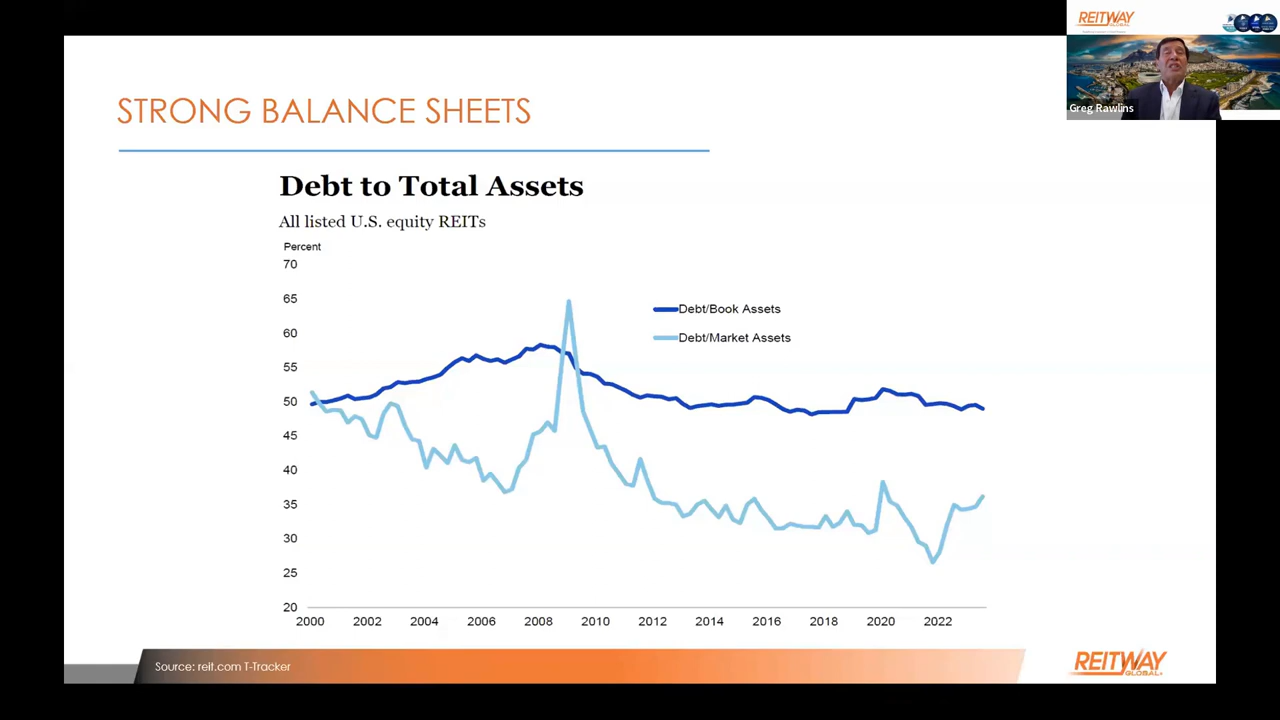 REITWAY
GLOBAL
Greg Rawlins
STRONG BALANCE SHEETS
Debt to Total Assets
All listed U.S. equity REITs
Percent
70
65
60
55
50
45
40
35
30
25
20
Debt/Book Assets
Debt/Market Assets
2000 2002 2004 2006 2008 2010 2012 2014 2016 2018 2020 2022
Source: reit.com T-Tracker
REITWAY
GLOBAL